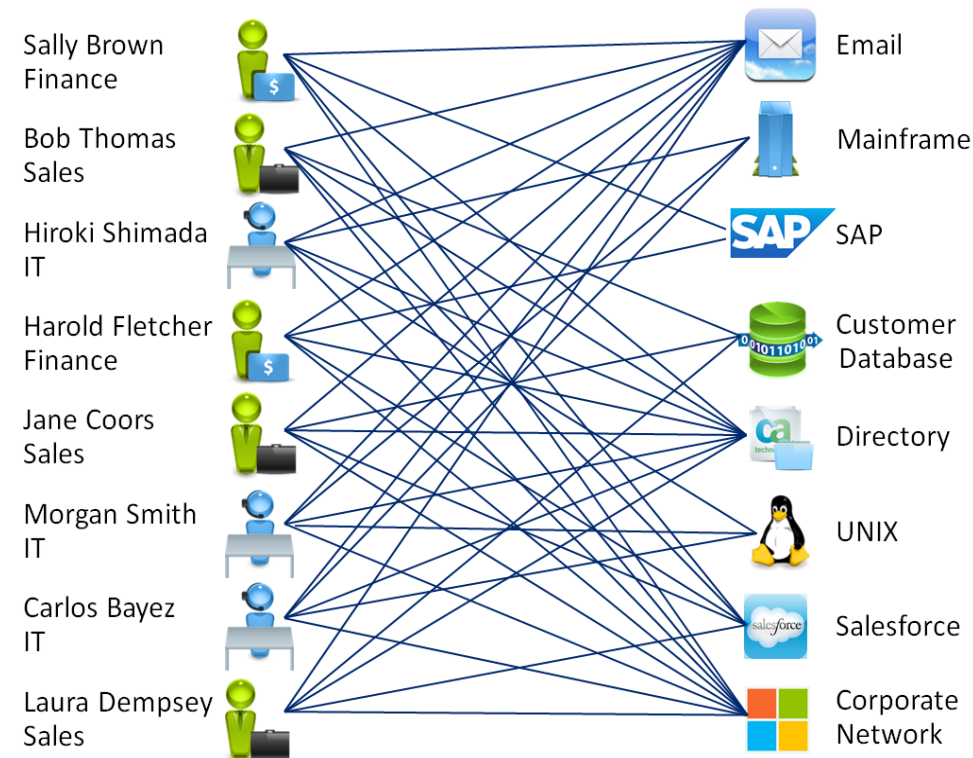 Sally Brown
Finance
$
Email
Bob Thomas
Sales
Mainframe
Hiroki Shimada
IT
SAP
SAP
Harold Fletcher
Finance
$
Customer
Database
Jane Coors
Sales
ca
Directory
Morgan Smith
IT
UNIX
Carlos Bayez
IT
salesforce
Salesforce
Laura Dempsey
Sales
Corporate
Network